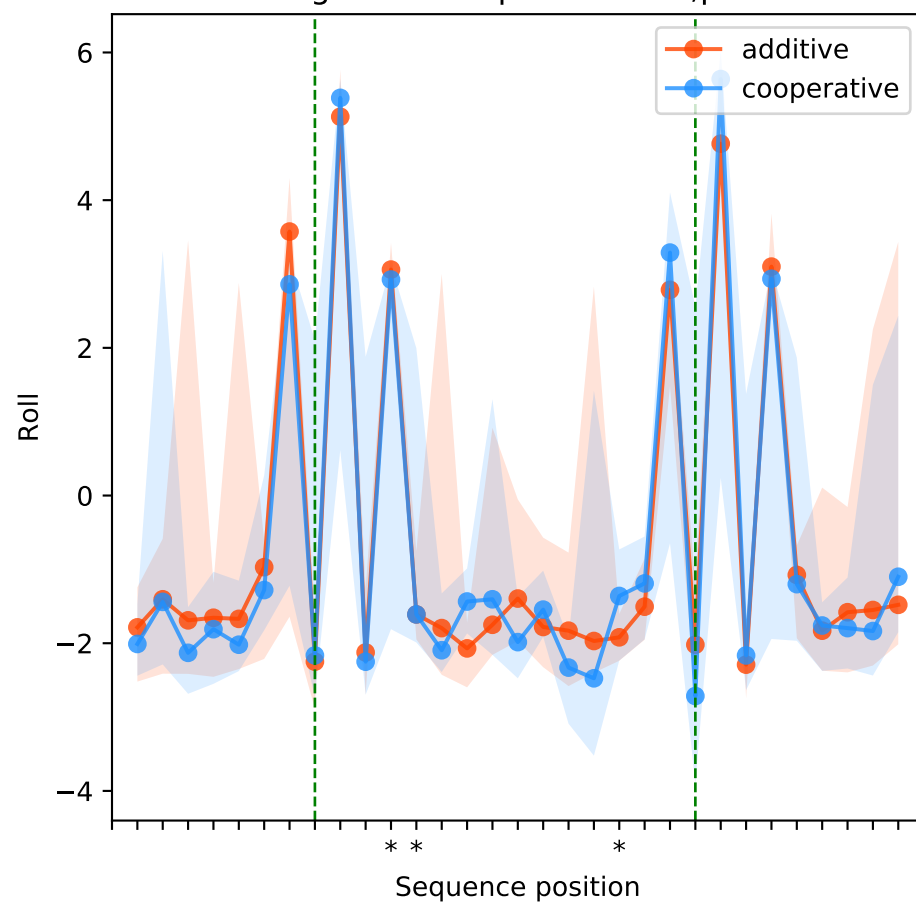 additive
cooperative
6
4
2
0
−2
−4
Roll
* * *
Sequence position